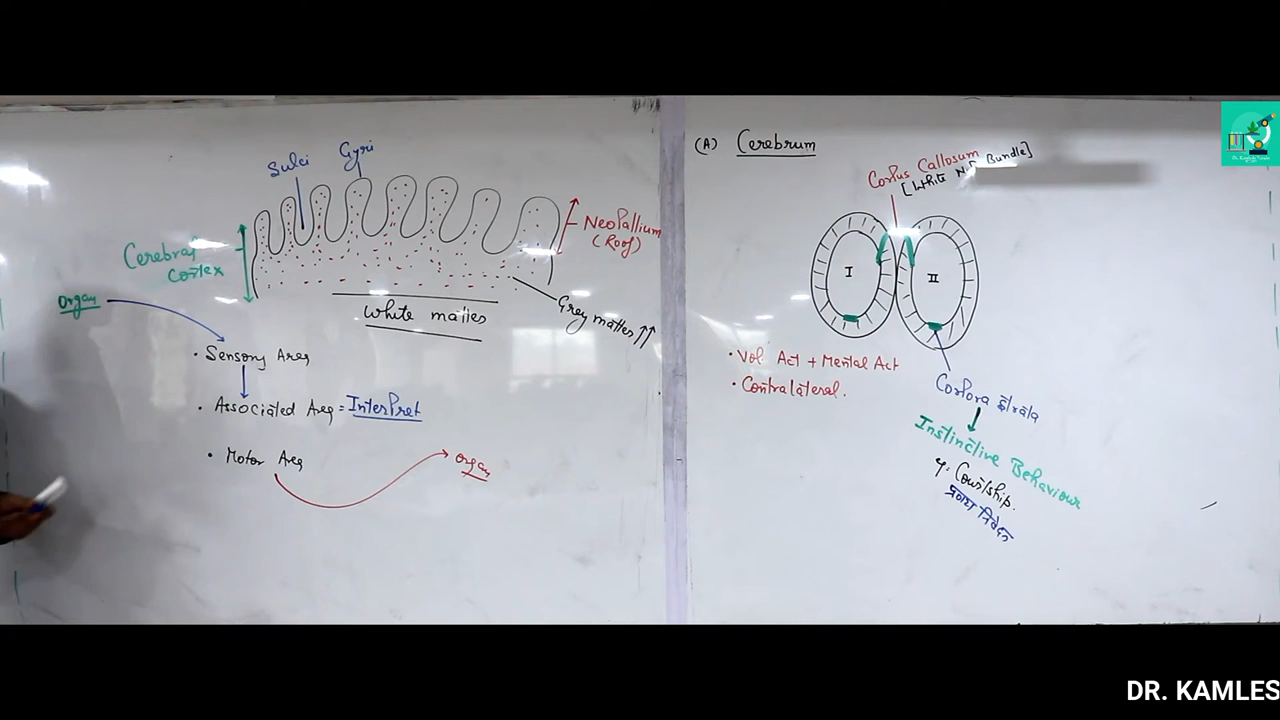 Sulci
Gyri
NeoPallium
(Roof)
Cerebral
Cortex
Organ
White matter
Grey matter ↑↑
• Sensory Area
• Associated Area = InterPret
• Motor Area
organ
(A) Cerebrum
Corpus Callosum
[White N. Bundle]
I
II
• Vol. Act + Mental Act
• Contralateral.
Corpora Striata
Instinctive Behaviour
eg: Courtship.
प्रणय निवेदन
DR. KAMLES